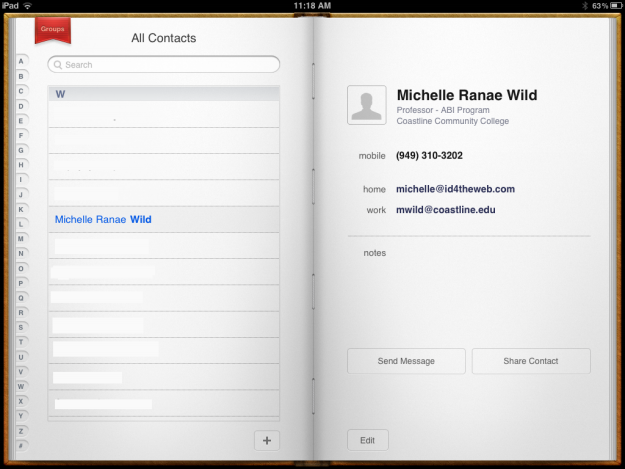 iPad
11:18 AM
63%
Groups
All Contacts
Search
A
B
C
D
E
F
G
H
I
J
K
L
M
N
O
P
Q
R
S
T
U
V
W
X
Y
Z
#
W
Michelle Ranae Wild
+
Michelle Ranae Wild
Professor - ABI Program
Coastline Community College
mobile (949) 310-3202
home michelle@id4theweb.com
work mwild@coastline.edu
notes
Send Message
Share Contact
Edit